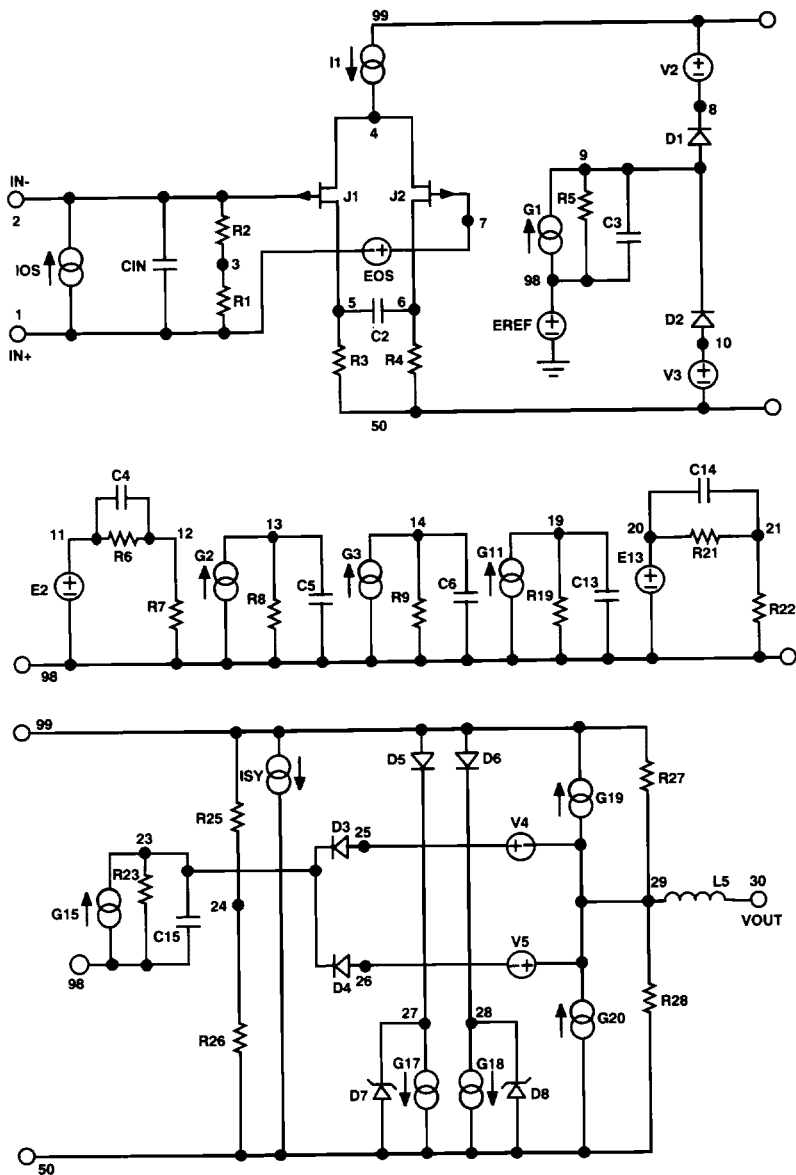 99
I1
V2
8
4
D1
9
IN-
2
J1
J2
R5
G1
C3
R2
7
IOS
CIN
3
EOS
98
R1
1
IN+
5
C2
6
EREF
D2
10
R3
R4
V3
50
C4
C14
11
12
13
14
19
20
21
R6
G2
G3
G11
R21
E13
E2
C5
C6
C13
R7
R8
R9
R19
R22
98
99
D5
D6
R27
ISY
G19
R25
D3
25
V4
23
R23
29
L5
30
VOUT
G15
24
C15
V5
98
D4
26
R28
27
28
G20
R26
G17
G18
D7
D8
50